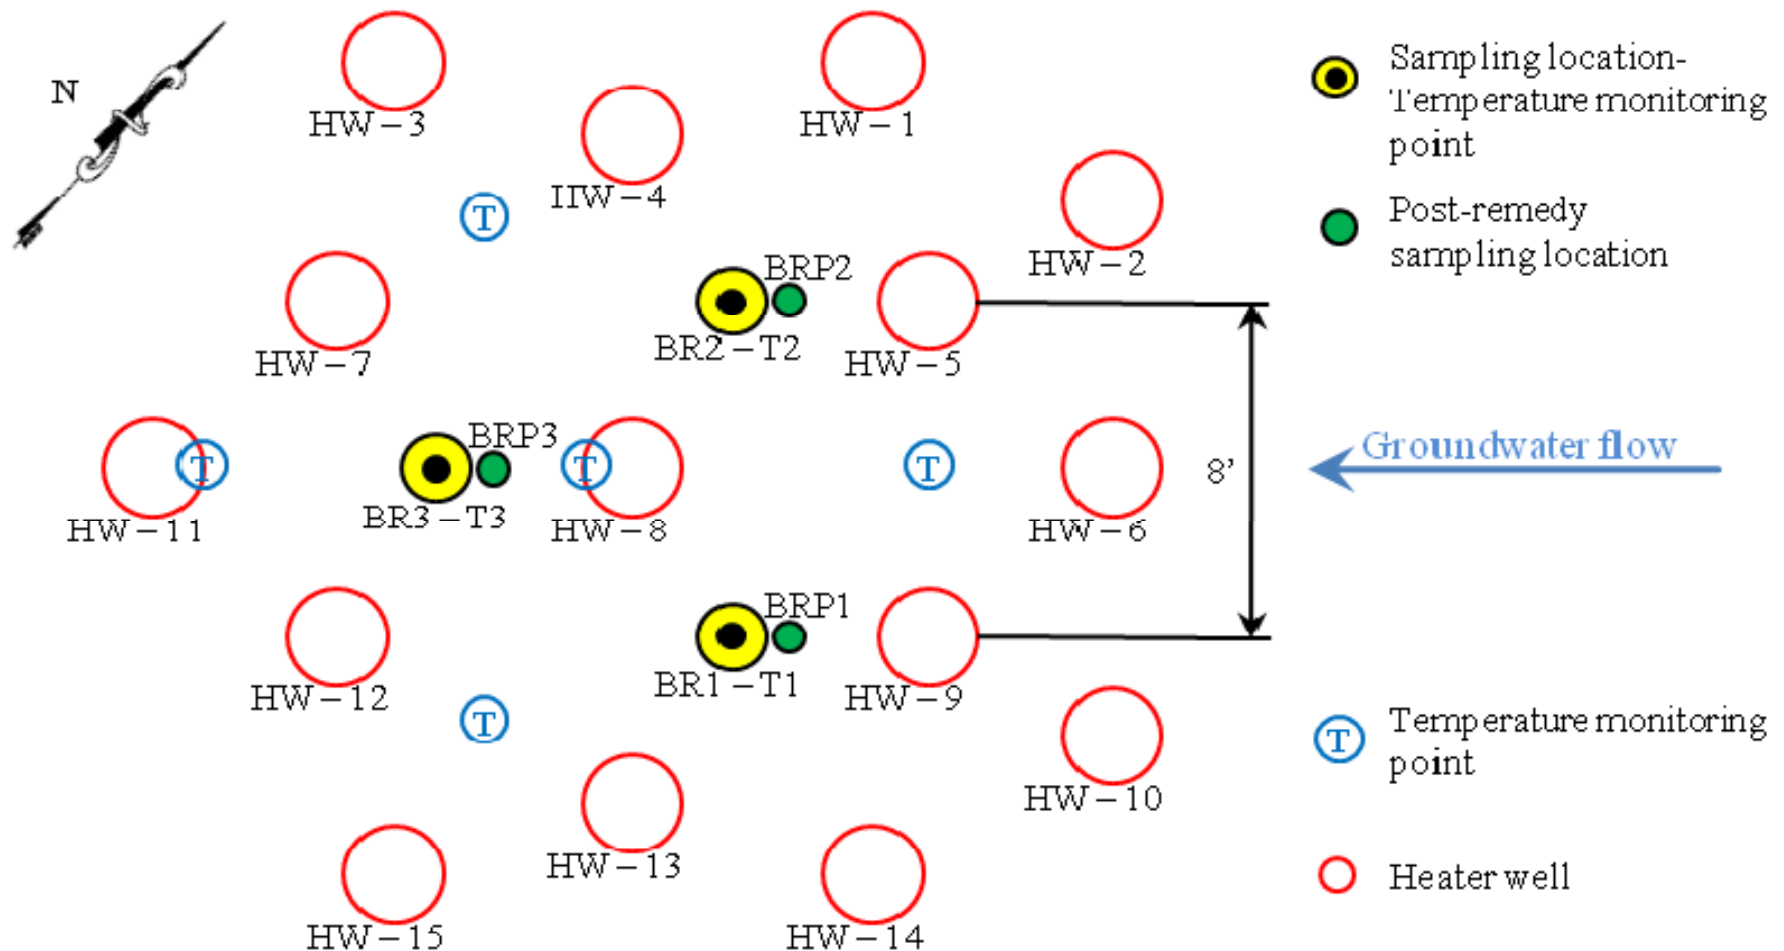 N
HW-3
HW-1
HW-4
HW-2
T
BRP2
BR2-T2
HW-7
HW-5
T
BRP3
T
T
HW-11
BR3-T3
HW-8
HW-6
8'
Groundwater flow
BRP1
BR1-T1
HW-12
HW-9
T
HW-10
HW-13
HW-15
HW-14
Sampling location-
Temperature monitoring
point
Post-remedy
sampling location
T
Temperature monitoring
point
Heater well